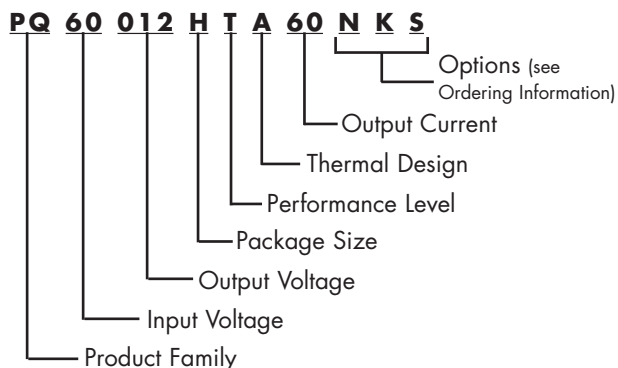 PQ 60 012 H T A 60 N K S
Options (see
Ordering Information)
Output Current
Thermal Design
Performance Level
Package Size
Output Voltage
Input Voltage
Product Family